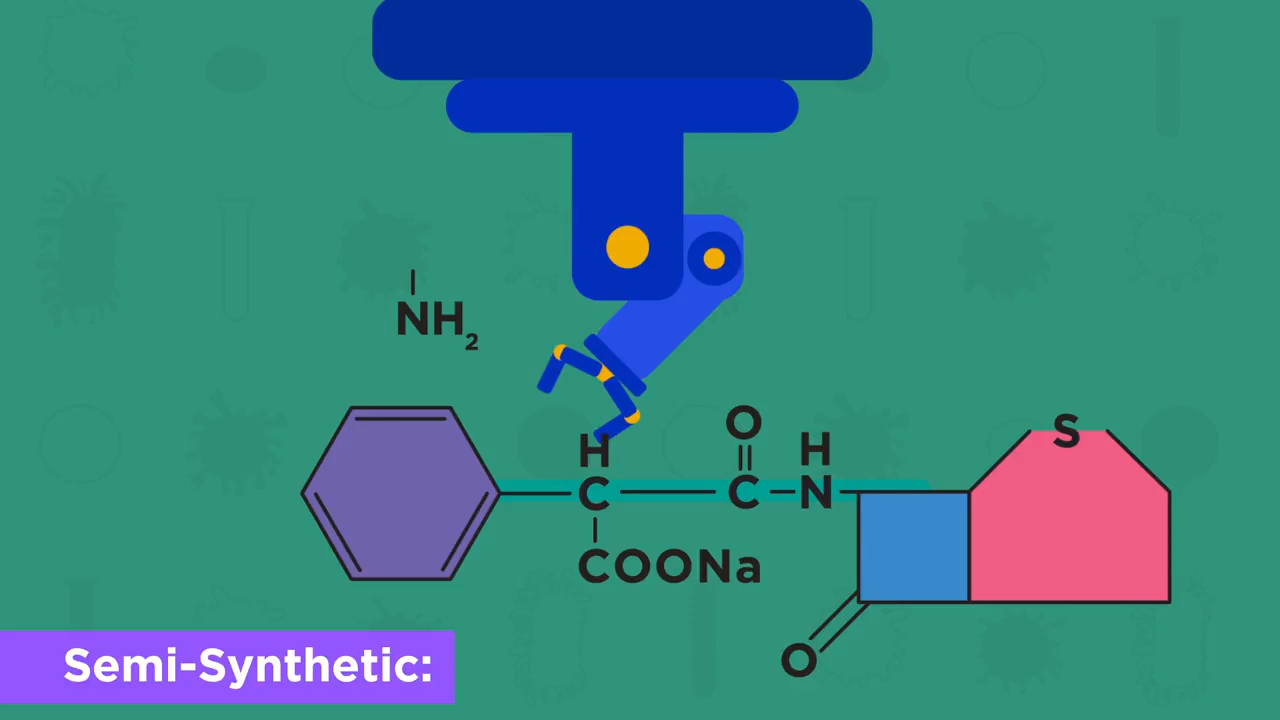 NH₂
O
H
H
S
C
C
N
COONa
O
Semi-Synthetic: